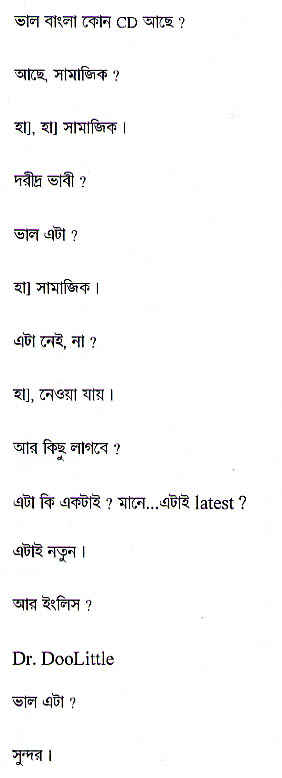 ভাল বাংলা কোন CD আছে ?
আছে, সামাজিক ?
হা], হা] সামাজিক ।
দরীদ্র ভাবী ?
ভাল এটা ?
হা] সামাজিক ।
এটা নেই, না ?
হা], নেওয়া যায় ।
আর কিছু লাগবে ?
এটা কি একটাই ? মানে...এটাই latest ?
এটাই নতুন ।
আর ইংলিস ?
Dr. DooLittle
ভাল এটা ?
সুন্দর ।